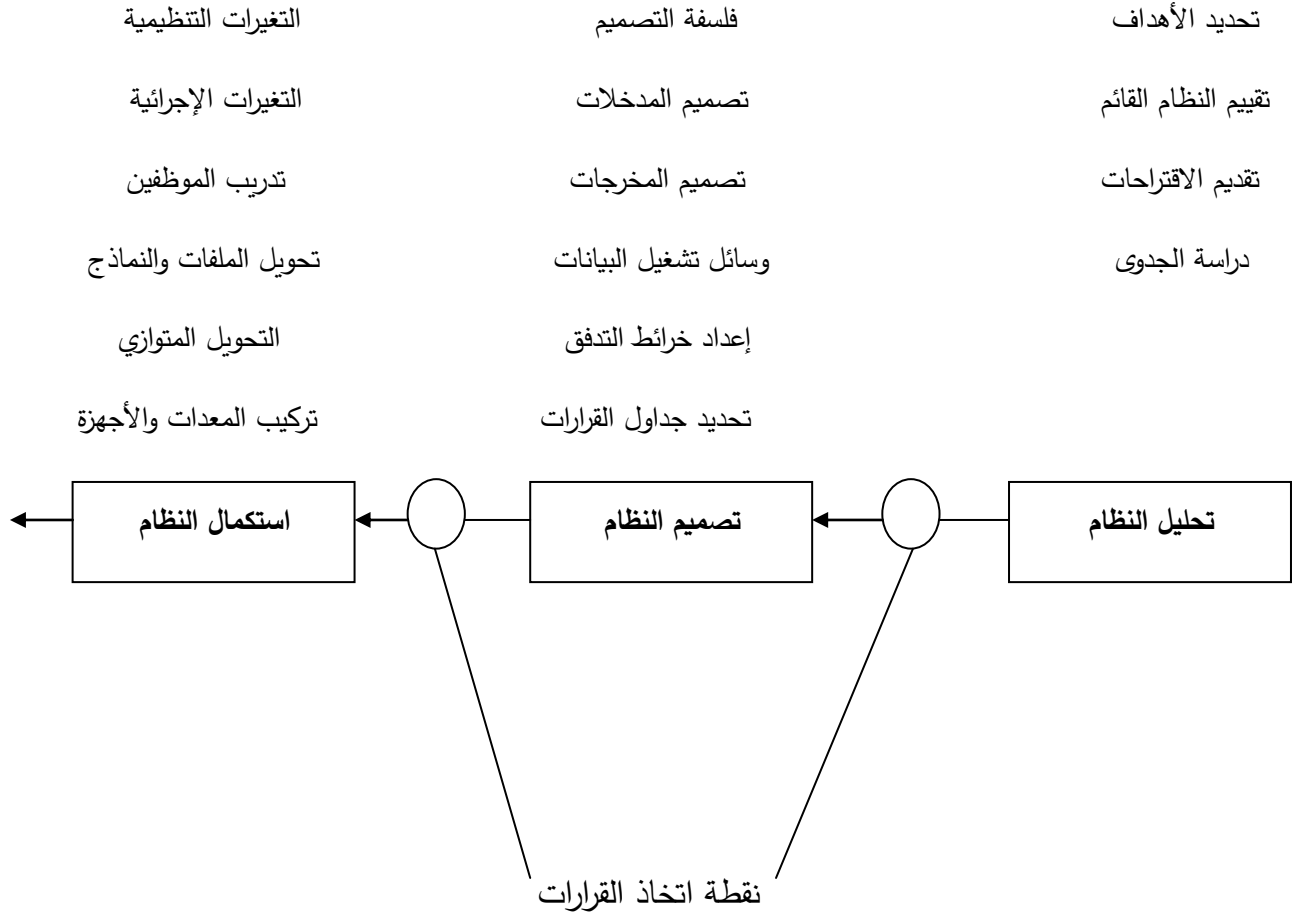 تحديد الأهداف
تقييم النظام القائم
تقديم الاقتراحات
دراسة الجدوى
فلسفة التصميم
تصميم المدخلات
تصميم المخرجات
وسائل تشغيل البيانات
إعداد خرائط التدفق
تحديد جداول القرارات
التغيرات التنظيمية
التغيرات الإجرائية
تدريب الموظفين
تحويل الملفات والنماذج
التحويل المتوازي
تركيب المعدات والأجهزة
تحليل النظام
تصميم النظام
استكمال النظام
نقطة اتخاذ القرارات